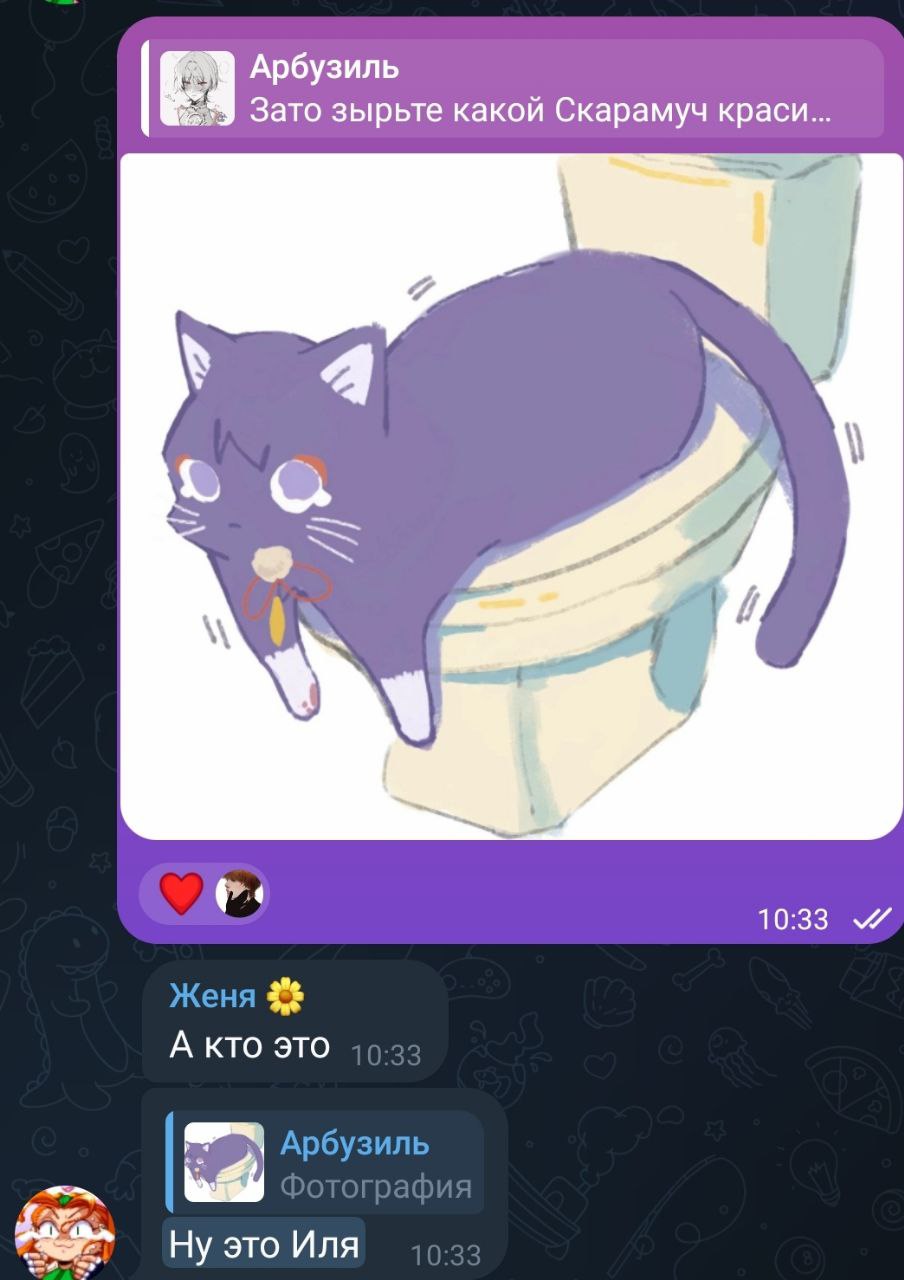 Арбузиль
Зато зырьте какой Скарамуч краси...
10:33
Женя
А кто это 10:33
Арбузиль
Фотография
Ну это Иля 10:33